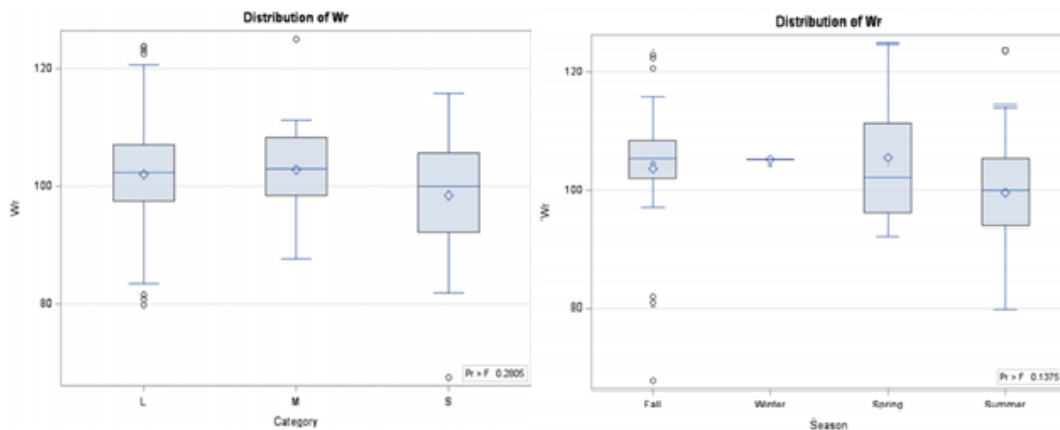 Distribution of Wr
120
100
80
Wr
L
M
S
Category
Pr > F 0.2805
Distribution of Wr
120
100
80
Wr
Fall
Winter
Spring
Summer
Season
Pr > F 0.1375